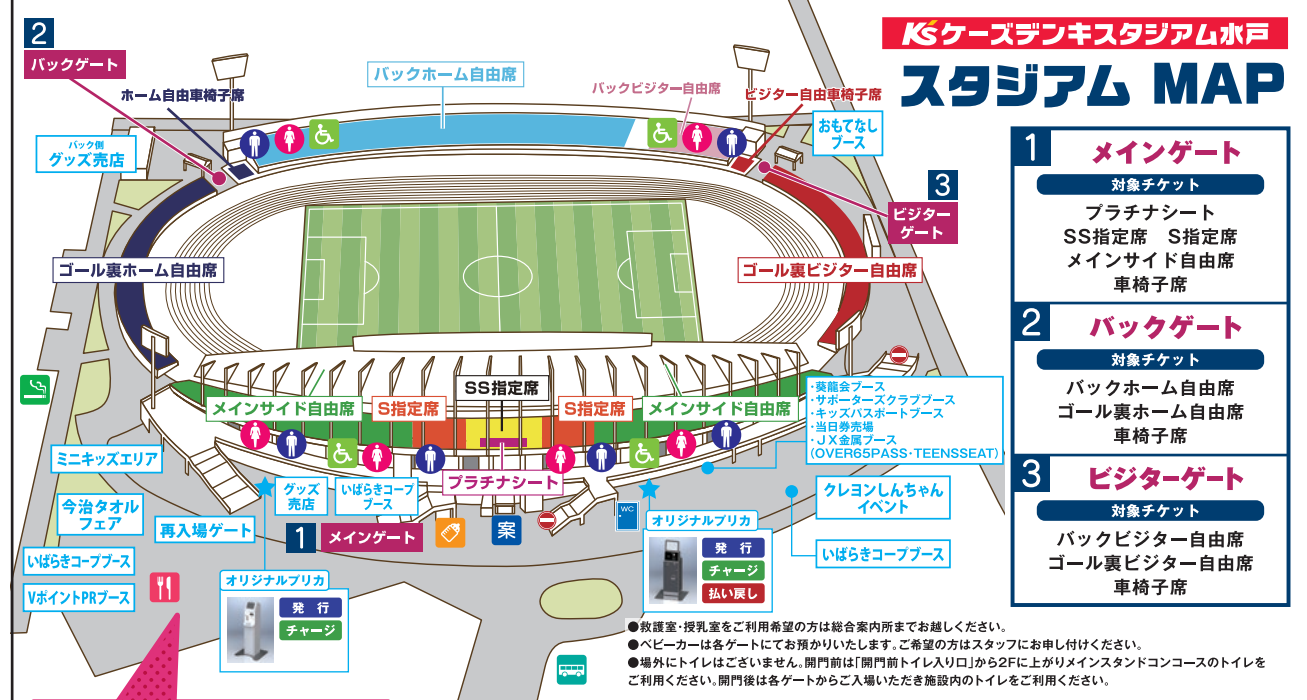 K'sケーズデンキスタジアム水戸
スタジアム MAP
2
バックゲート
ホーム自由車椅子席
バックホーム自由席
バックビジター自由席
ビジター自由車椅子席
バック側
グッズ売店
おもてなし
ブース
3
ビジター
ゲート
ゴール裏ホーム自由席
ゴール裏ビジター自由席
SS指定席
メインサイド自由席
S指定席
S指定席
メインサイド自由席
プラチナシート
・葵龍会ブース
・サポーターズクラブブース
・キッズパスポートブース
・当日券売場
・JX金属ブース
(OVER65PASS・TEENSSEAT)
ミニキッズエリア
グッズ
売店
いばらきコープ
ブース
クレヨンしんちゃん
イベント
今治タオル
フェア
再入場ゲート
1
メインゲート
案
WC
いばらきコープブース
いばらきコープブース
VポイントPRブース
オリジナルプリカ
発 行
チャージ
オリジナルプリカ
発 行
チャージ
払い戻し
1
メインゲート
対象チケット
プラチナシート
SS指定席 S指定席
メインサイド自由席
車椅子席
2
バックゲート
対象チケット
バックホーム自由席
ゴール裏ホーム自由席
車椅子席
3
ビジターゲート
対象チケット
バックビジター自由席
ゴール裏ビジター自由席
車椅子席
●救護室・授乳室をご利用希望の方は総合案内所までお越しください。
●ベビーカーは各ゲートにてお預かりいたします。ご希望の方はスタッフにお申し付けください。
●場外にトイレはございません。開門前は「開門前トイレ入り口」から2Fに上がりメインスタンドコンコースのトイレを
ご利用ください。開門後は各ゲートからご入場いただき施設内のトイレをご利用ください。